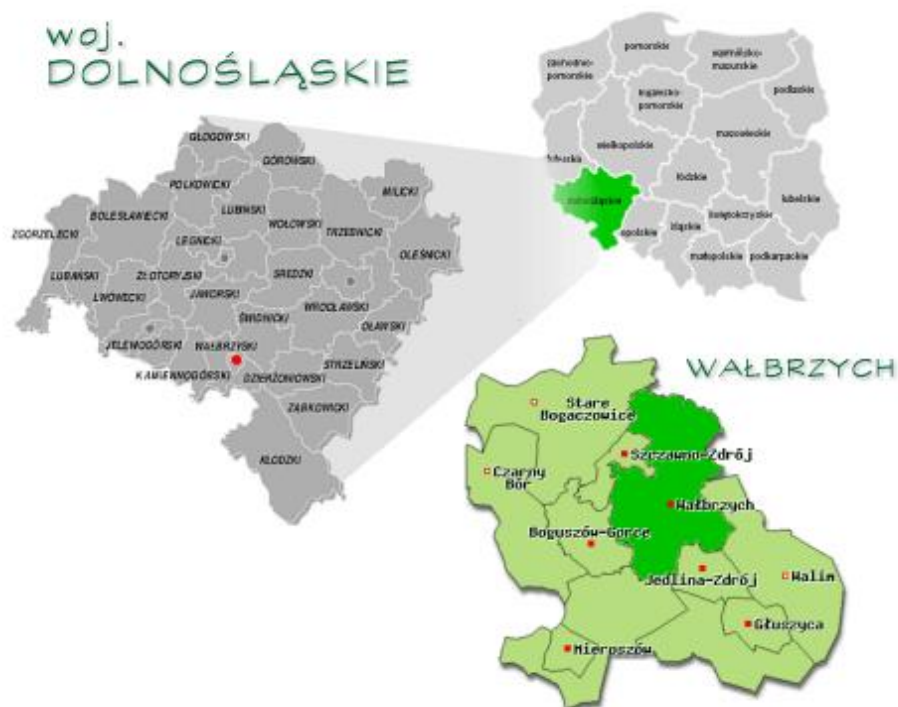 woj.
DOLNOŚLĄSKIE
pomorskie
zachodnio-
pomorskie
warmińsko-
mazurskie
podlaskie
kujawsko-
pomorskie
mazowieckie
wielkopolskie
lubuskie
łódzkie
dolnośląskie
lubelskie
opolskie
śląskie
świętokrzyskie
małopolskie
podkarpackie
GŁOGOWSKI
GÓROWSKI
POLKOWICKI
MILICKI
BOLESŁAWIECKI
LUBIŃSKI
WOŁOWSKI
TRZEBNICKI
ZGORZELECKI
LEGNICKI
OLEŚNICKI
LUBAŃSKI
ZŁOTORYJSKI
ŚREDZKI
LWÓWECKI
JAWORSKI
WROCŁAWSKI
ŚWIDNICKI
OŁAWSKI
JELENIOGÓRSKI
WAŁBRZYSKI
STRZELIŃSKI
KAMIENNOGÓRSKI
DZIERŻONIOWSKI
ZĄBKOWICKI
KŁODZKI
WAŁBRZYCH
Stare
Bogaczowice
Szczawno-Zdrój
Czarny
Bór
Wałbrzych
Boguszów-Gorce
Jedlina-Zdrój
Walim
Głuszyca
Mieroszów